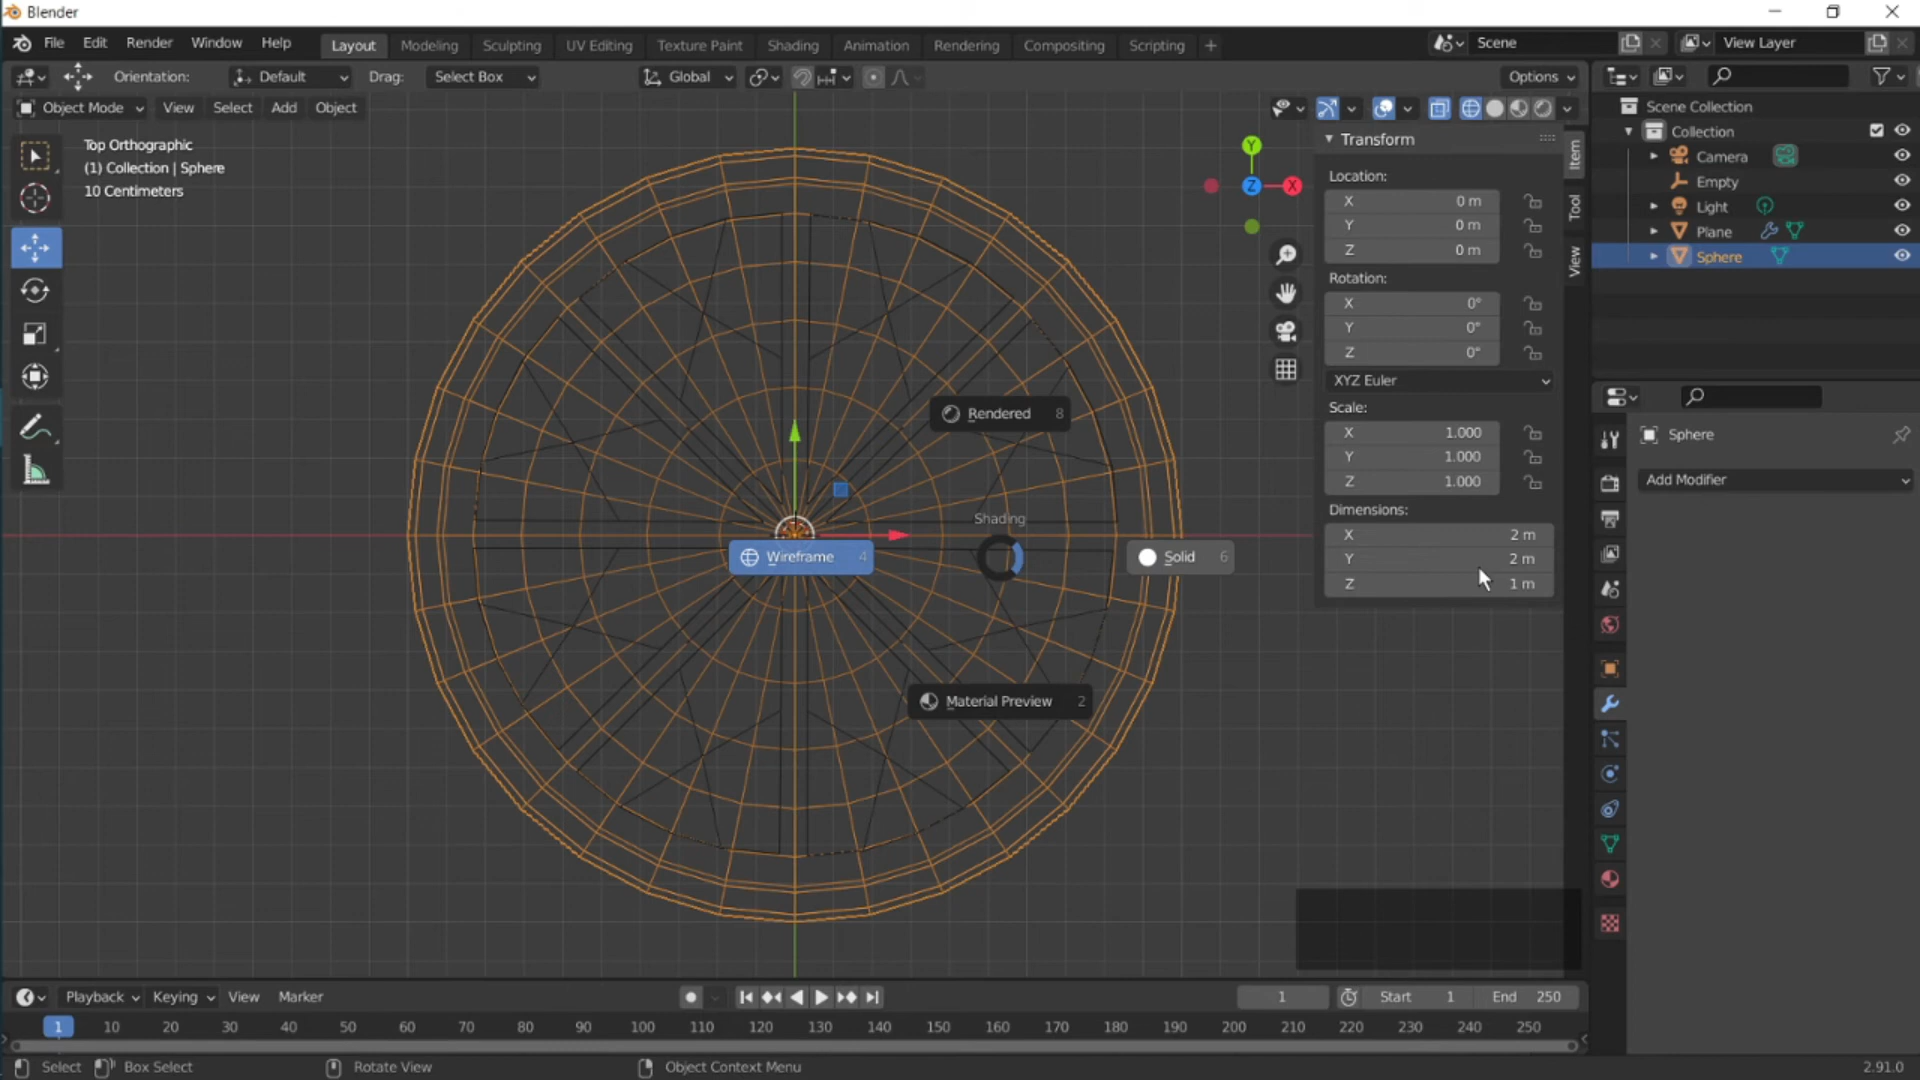 Blender
File Edit Render Window Help Layout Modeling Sculpting UV Editing Texture Paint Shading Animation Rendering Compositing Scripting + Scene View Layer
Orientation: Default Drag: Select Box Global Options
Object Mode View Select Add Object
Top Orthographic
(1) Collection | Sphere
10 Centimeters
Y
Z X
Rendered 8
Shading
Wireframe 4
Solid 6
Material Preview 2
Transform
Location:
X 0 m
Y 0 m
Z 0 m
Rotation:
X 0°
Y 0°
Z 0°
XYZ Euler
Scale:
X 1.000
Y 1.000
Z 1.000
Dimensions:
X 2 m
Y 2 m
Z 1 m
Item
Tool
View
Scene Collection
Collection
Camera
Empty
Light
Plane
Sphere
Sphere
Add Modifier
Playback Keying View Marker 1 Start 1 End 250
1 10 20 30 40 50 60 70 80 90 100 110 120 130 140 150 160 170 180 190 200 210 220 230 240 250
Select Box Select Rotate View Object Context Menu 2.91.0